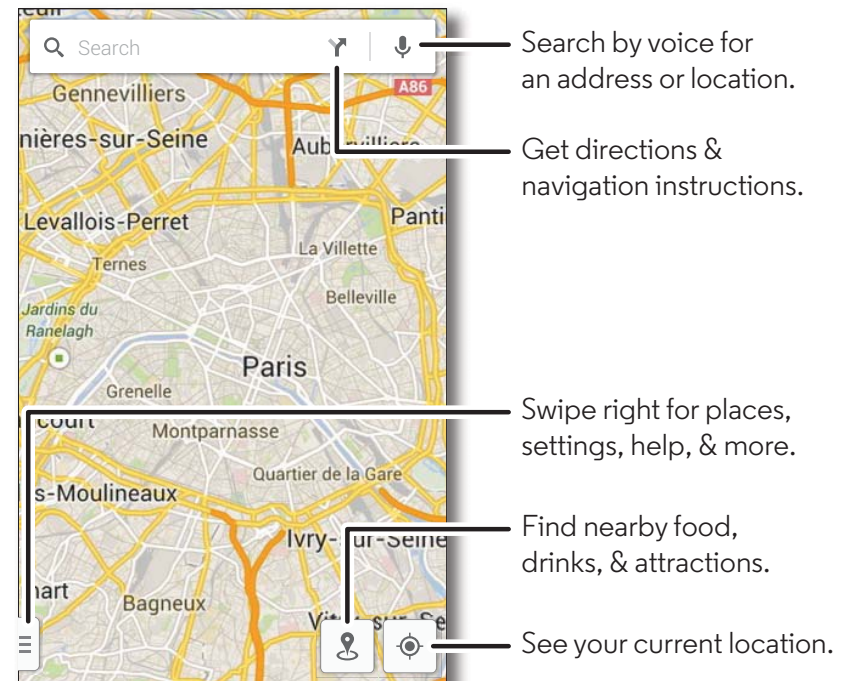 Search
A86
Gennevilliers
nières-sur-Seine
Levallois-Perret
La Villette
Ternes
Belleville
Jardins du
Ranelagh
Paris
Grenelle
Montparnasse
Quartier de la Gare
s-Moulineaux
Bagneux
Search by voice for
an address or location.
Get directions &
navigation instructions.
Swipe right for places,
settings, help, & more.
Find nearby food,
drinks, & attractions.
See your current location.